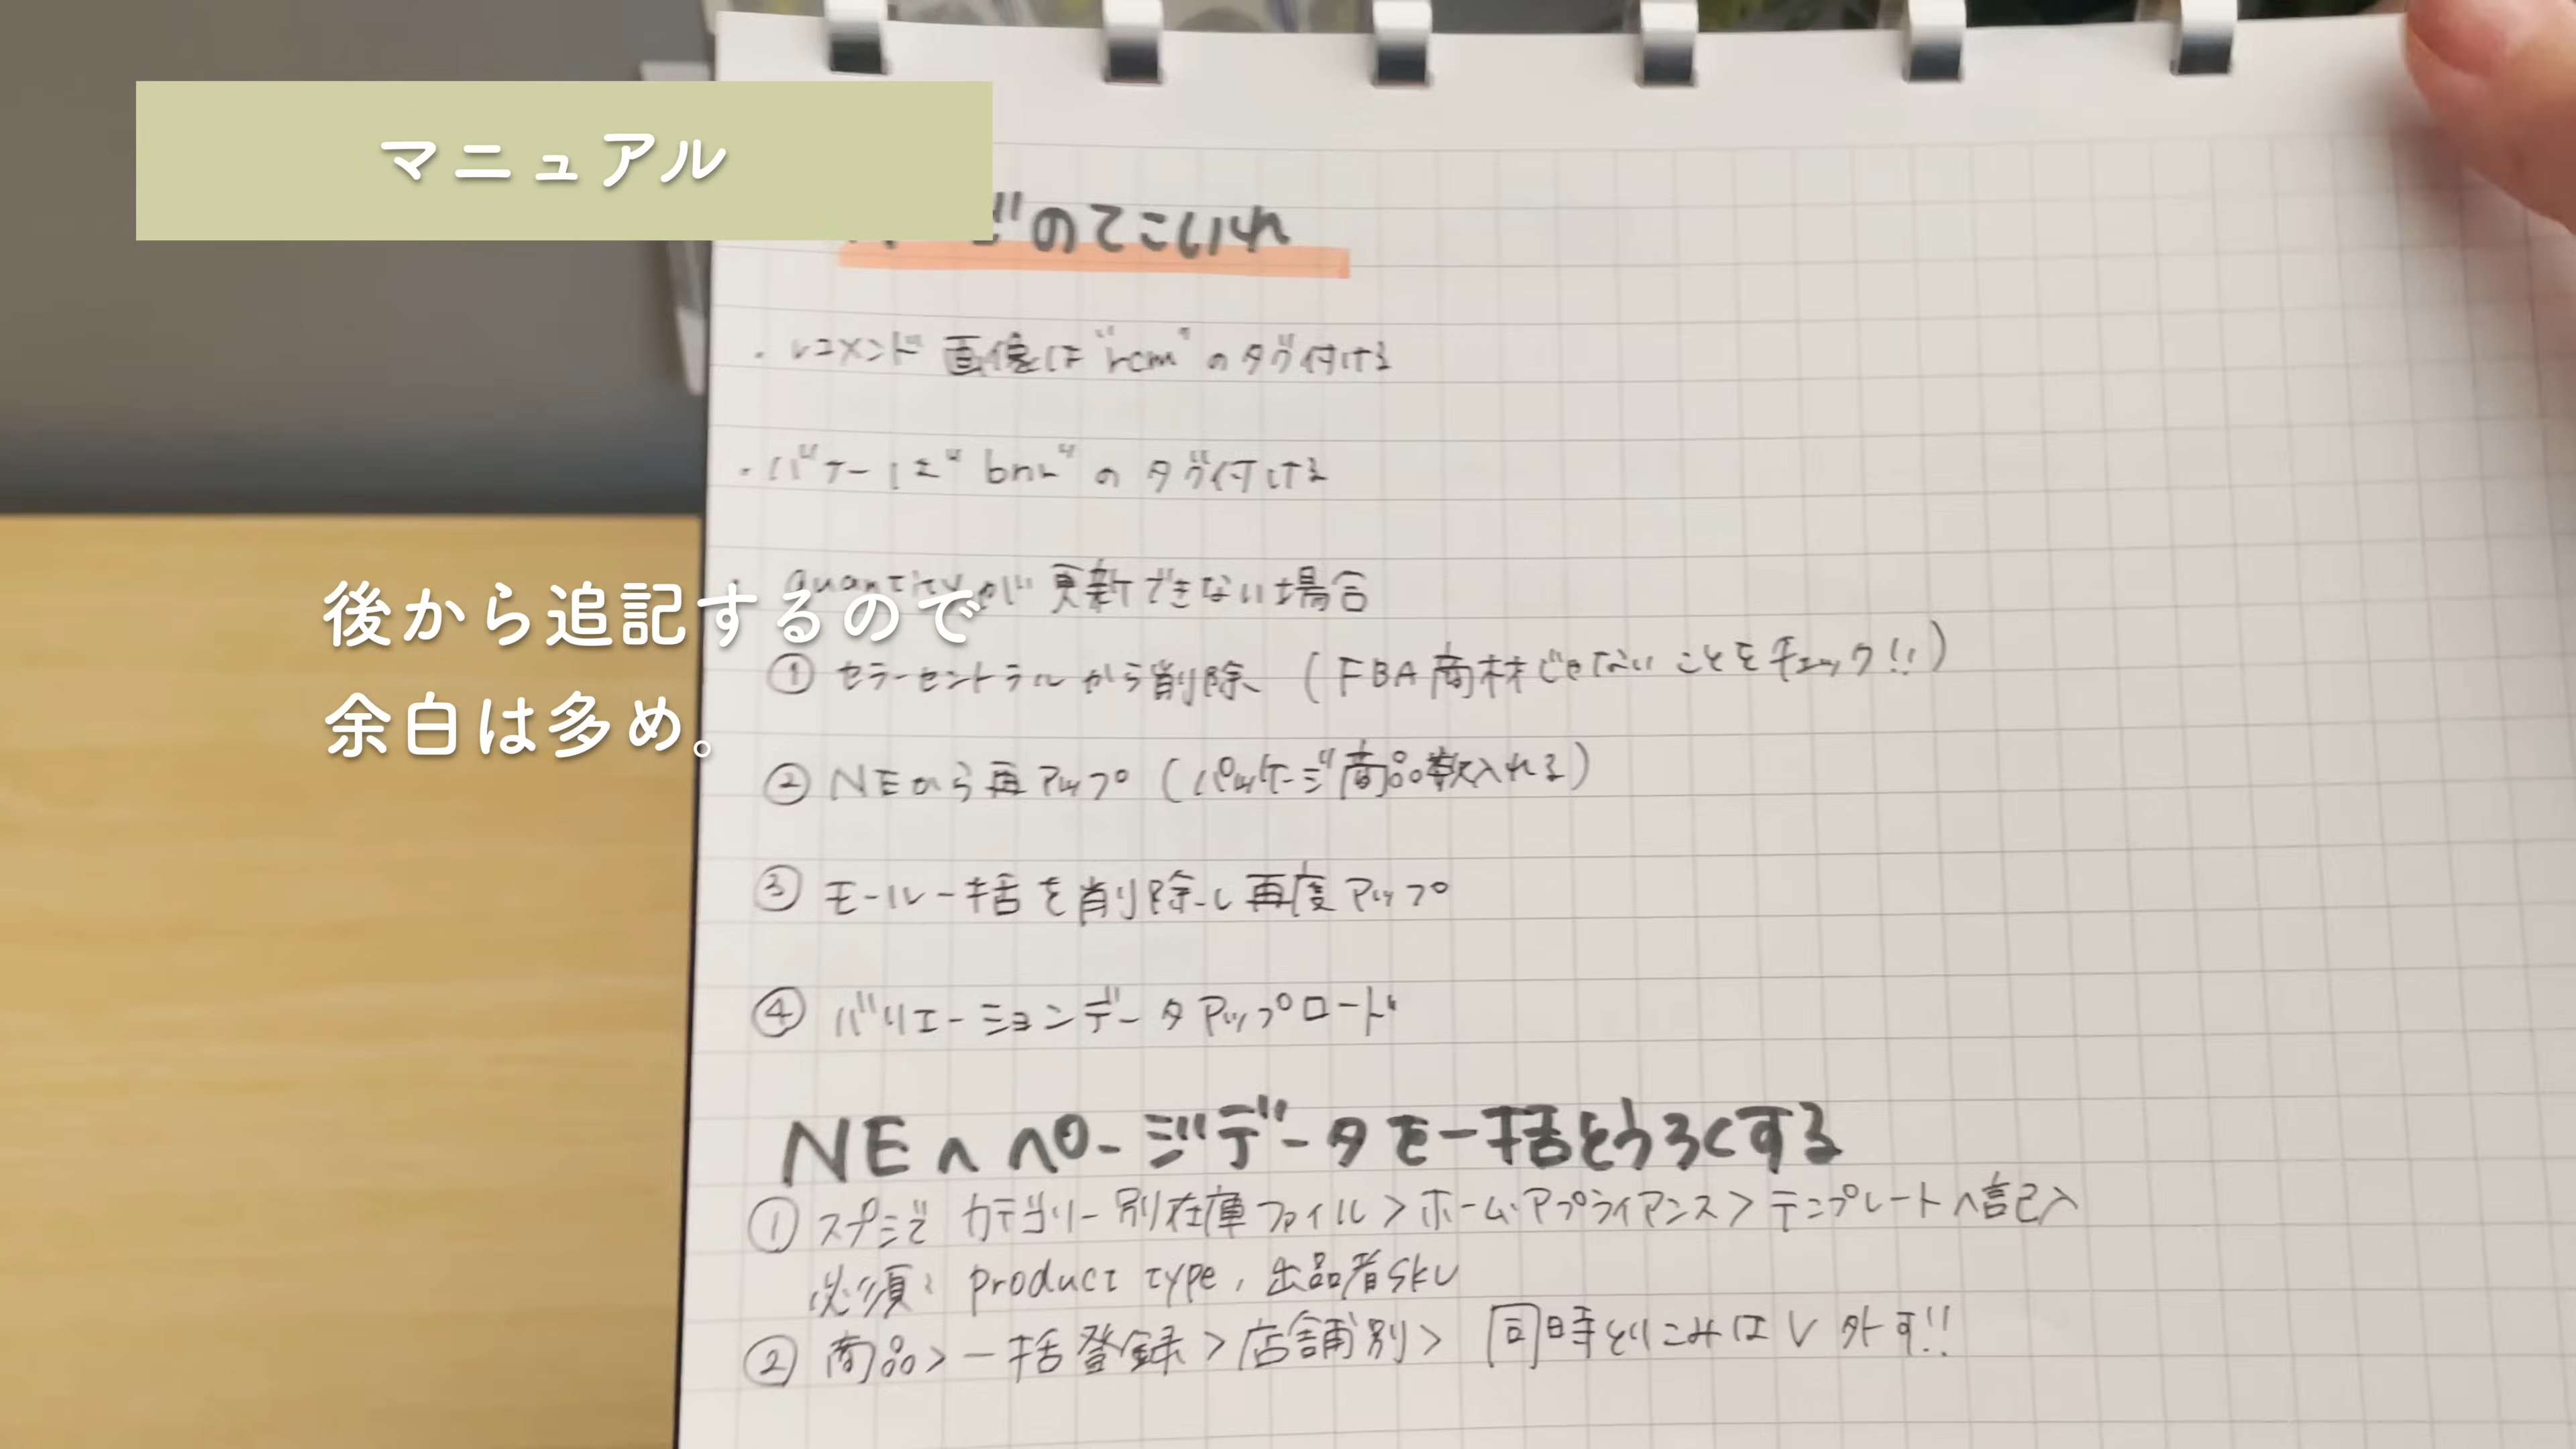 マニュアル
のてこいれ
・レコメンド画像は"rcm"のタグ付ける
・バナーは"bnr"のタグ付ける
・quantityが更新できない場合
後から追記するので
余白は多め。
① セラーセントラルから削除（FBA商材じゃないことをチェック!!）
② NEから再アップ（パッケージ商品数入れる）
③ モール一括を削除し再度アップ
④ バリエーションデータアップロード
NEへページデータを一括とうろくする
① スプシで カテゴリー別在庫ファイル＞ホームアプライアンス＞テンプレートへ記入
必須：product type, 出品者SKU
② 商品＞一括登録＞店舗別＞ 同時とりこみは✓外す!!